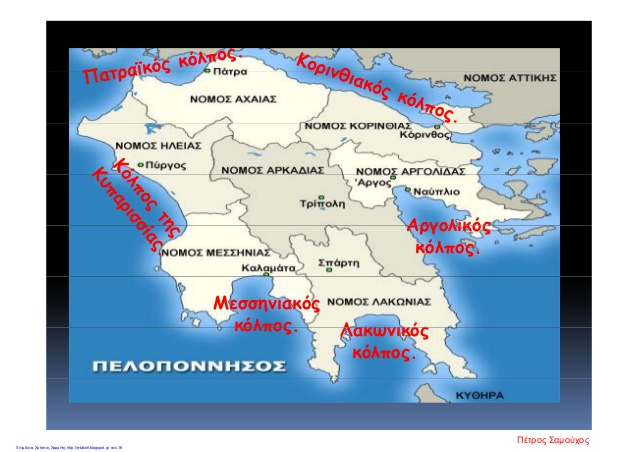 Πατραϊκός κόλπος.
Κορινθιακός κόλπος.
Πάτρα
ΝΟΜΟΣ ΑΤΤΙΚΗΣ
ΝΟΜΟΣ ΑΧΑΙΑΣ
ΝΟΜΟΣ ΚΟΡΙΝΘΙΑΣ
Κόρινθος
ΝΟΜΟΣ ΗΛΕΙΑΣ
Πύργος
ΝΟΜΟΣ ΑΡΚΑΔΙΑΣ
ΝΟΜΟΣ ΑΡΓΟΛΙΔΑΣ
'Αργος
Ναύπλιο
Τρίπολη
Κόλπος της
Κυπαρισσίας
Αργολικός
κόλπος.
ΝΟΜΟΣ ΜΕΣΣΗΝΙΑΣ
Καλαμάτα
Σπάρτη
Μεσσηνιακός
κόλπος.
ΝΟΜΟΣ ΛΑΚΩΝΙΑΣ
Λακωνικός
κόλπος.
ΠΕΛΟΠΟΝΝΗΣΟΣ
ΚΥΘΗΡΑ
Πέτρος Σαμούχος